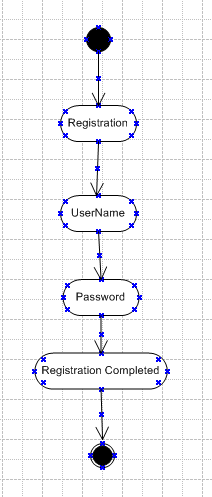 Registration
UserName
Password
Registration Completed